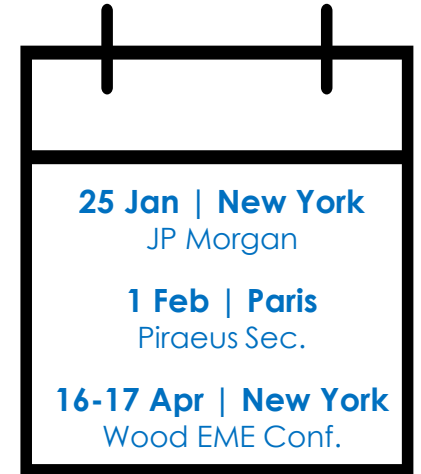 25 Jan | New York
JP Morgan
1 Feb | Paris
Piraeus Sec.
16-17 Apr | New York
Wood EME Conf.